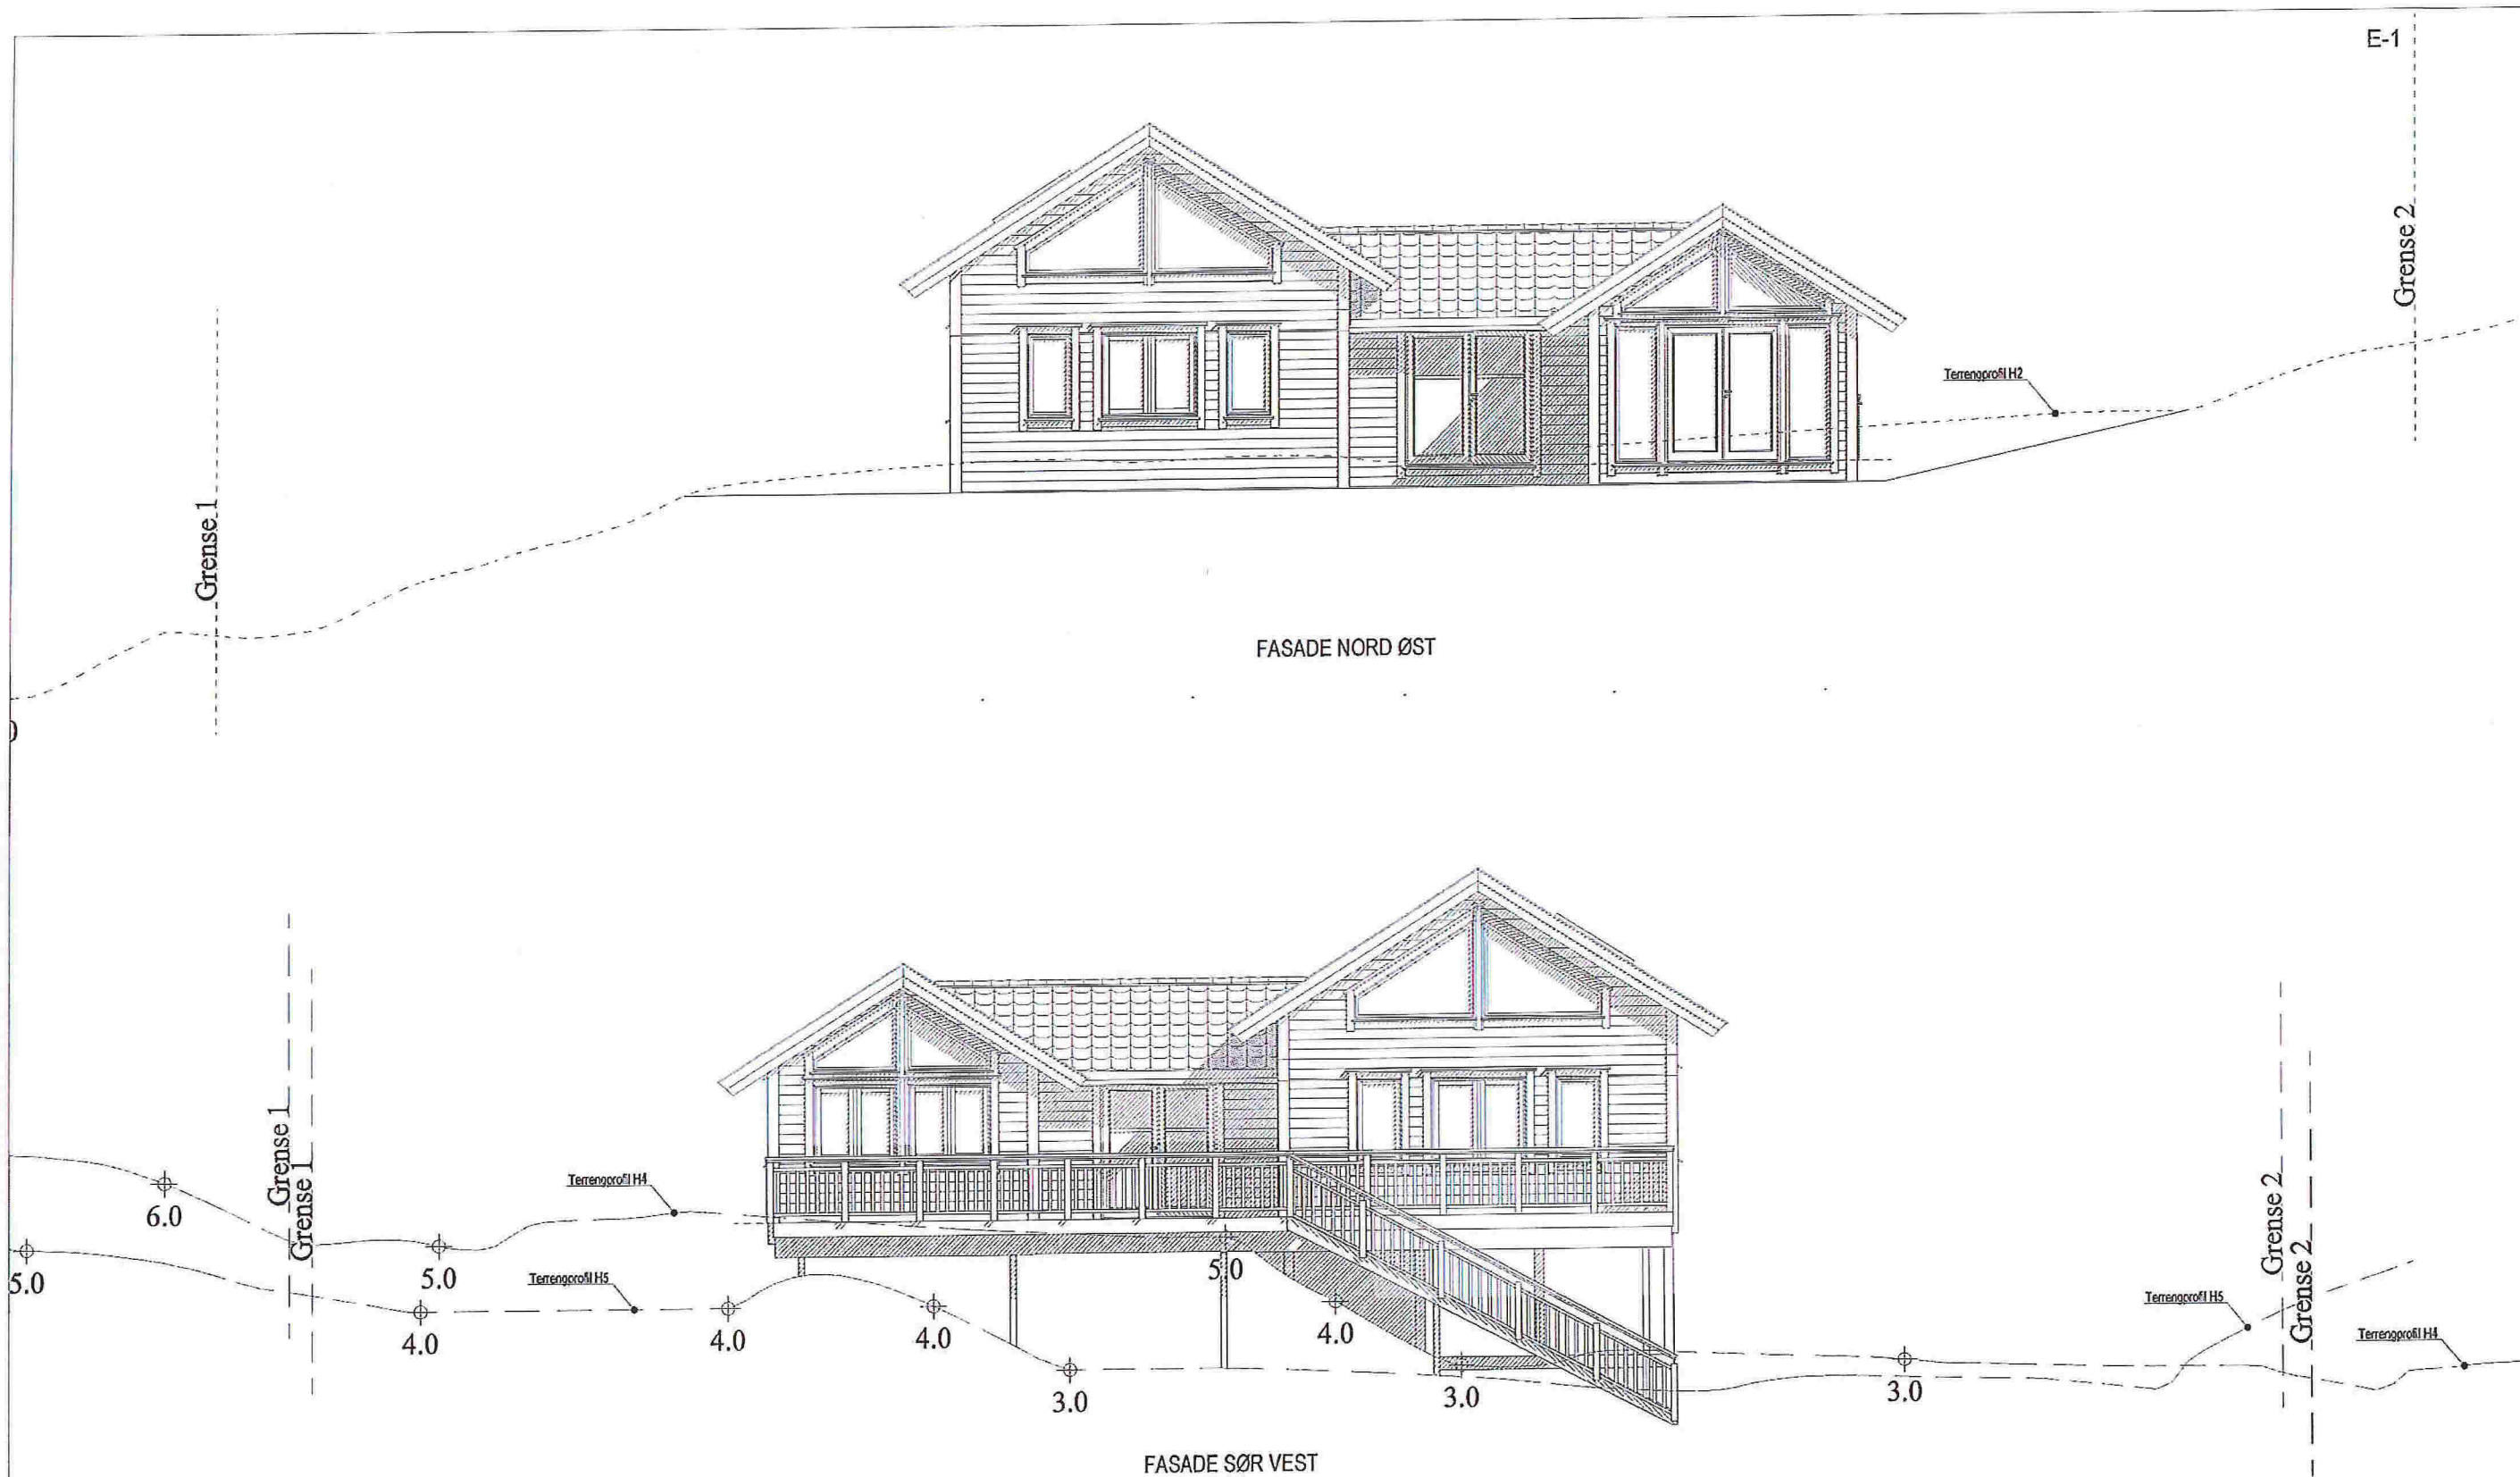 E-1
Grense 2
Terrengprofil H2
Grense 1
FASADE NORD ØST
Grense 1
Grense 1
Terrengprofil H4
6.0
5.0
5.0
Terrengprofil H5
4.0
4.0
4.0
5.0
4.0
3.0
3.0
3.0
Grense 2
Grense 2
Terrengprofil H5
Terrengprofil H4
FASADE SØR VEST